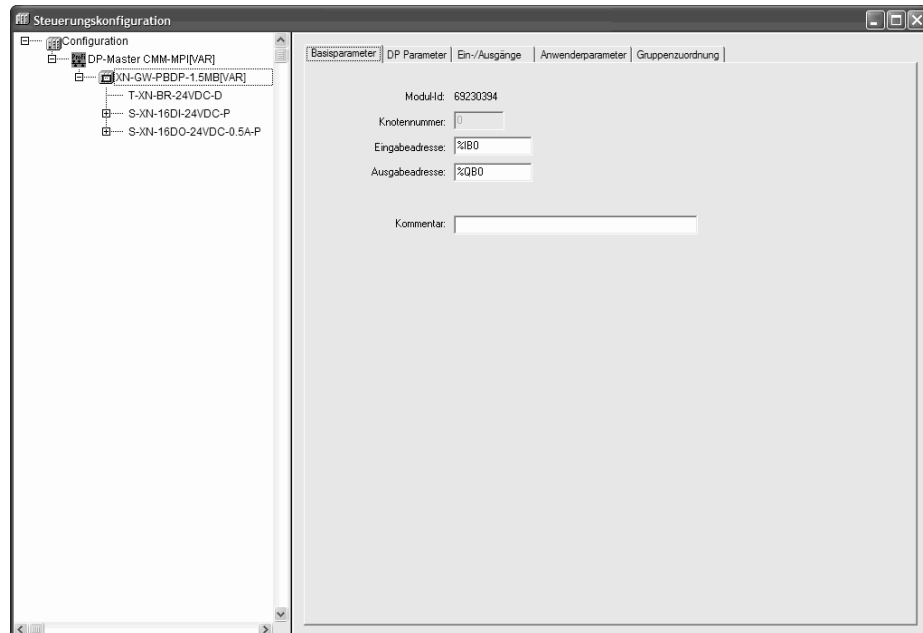 Steuerungskonfiguration
Configuration
DP-Master CMM-MPI[VAR]
XN-GW-PBDP-1.5MB[VAR]
T-XN-BR-24VDC-D
S-XN-16DI-24VDC-P
S-XN-16DO-24VDC-0.5A-P
Basisparameter DP Parameter Ein-/Ausgänge Anwenderparameter Gruppenzuordnung
Modul-Id: 69230394
Knotennummer: 0
Eingabeadresse: %IB0
Ausgabeadresse: %QB0
Kommentar: